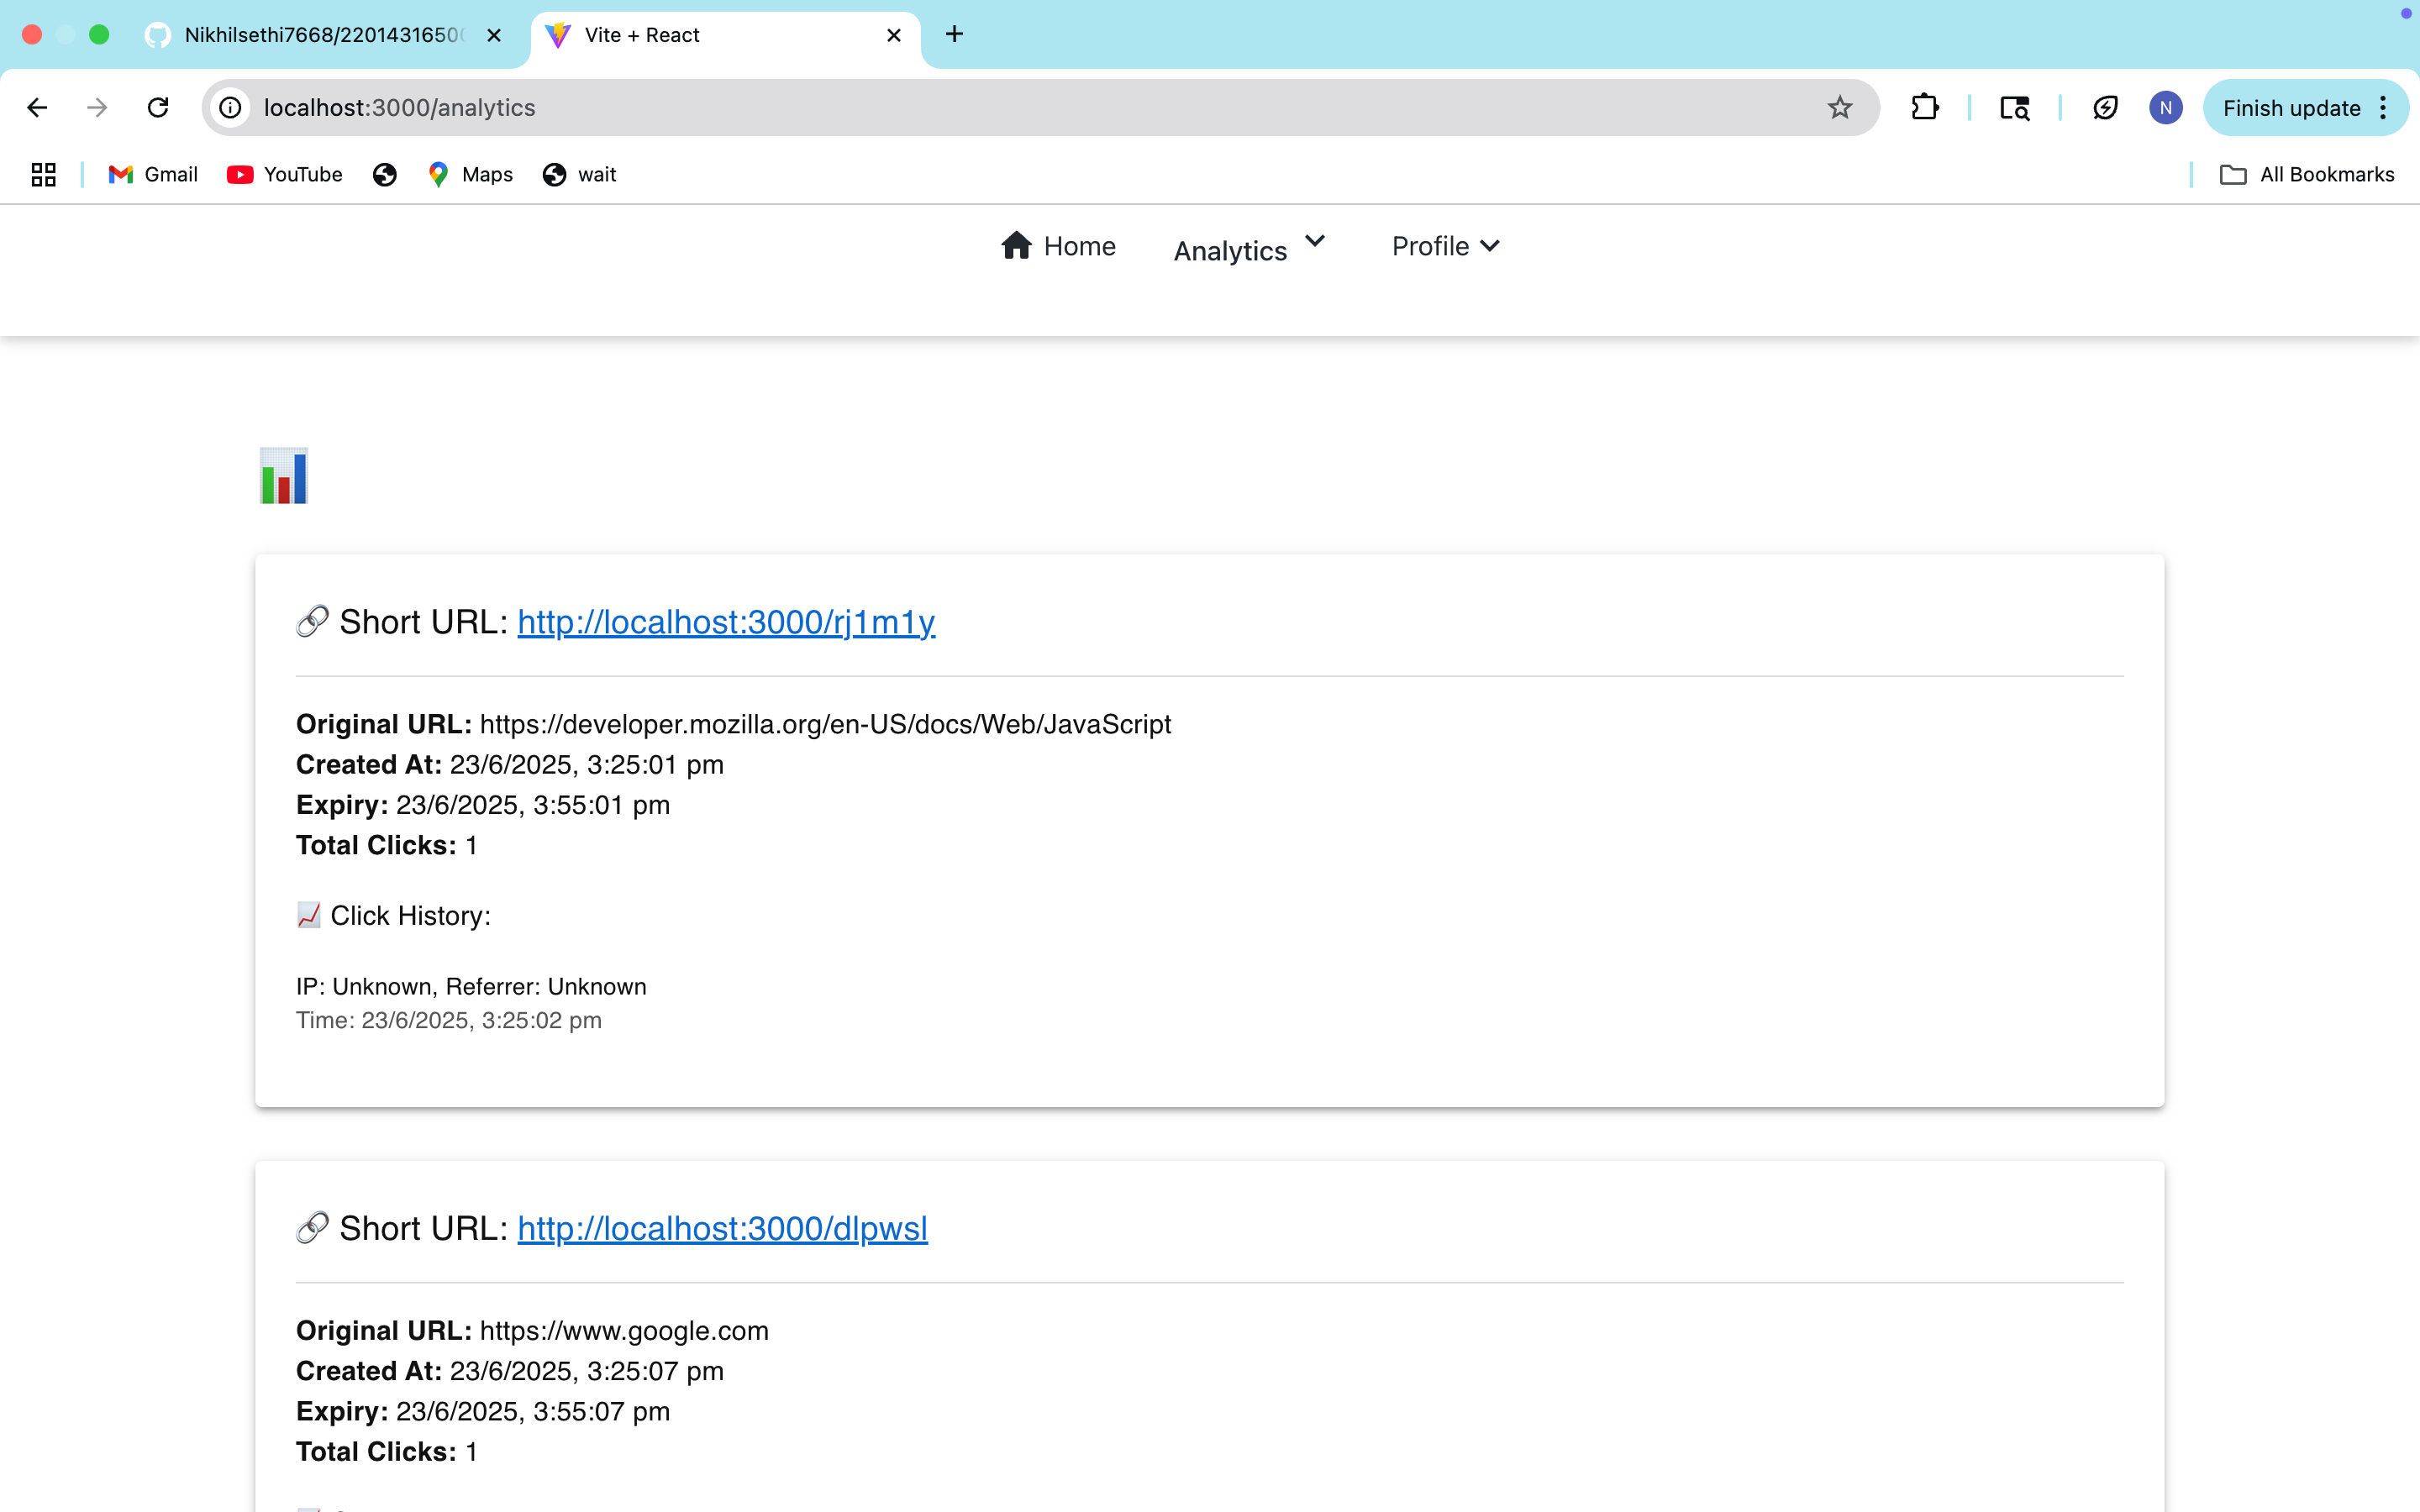 Nikhilsethi7668/2201431650
Vite + React
localhost:3000/analytics
N
Finish update
Gmail
YouTube
Maps
wait
All Bookmarks
Home
Analytics
Profile
Short URL: http://localhost:3000/rj1m1y
Original URL: https://developer.mozilla.org/en-US/docs/Web/JavaScript
Created At: 23/6/2025, 3:25:01 pm
Expiry: 23/6/2025, 3:55:01 pm
Total Clicks: 1
Click History:
IP: Unknown, Referrer: Unknown
Time: 23/6/2025, 3:25:02 pm
Short URL: http://localhost:3000/dlpwsl
Original URL: https://www.google.com
Created At: 23/6/2025, 3:25:07 pm
Expiry: 23/6/2025, 3:55:07 pm
Total Clicks: 1